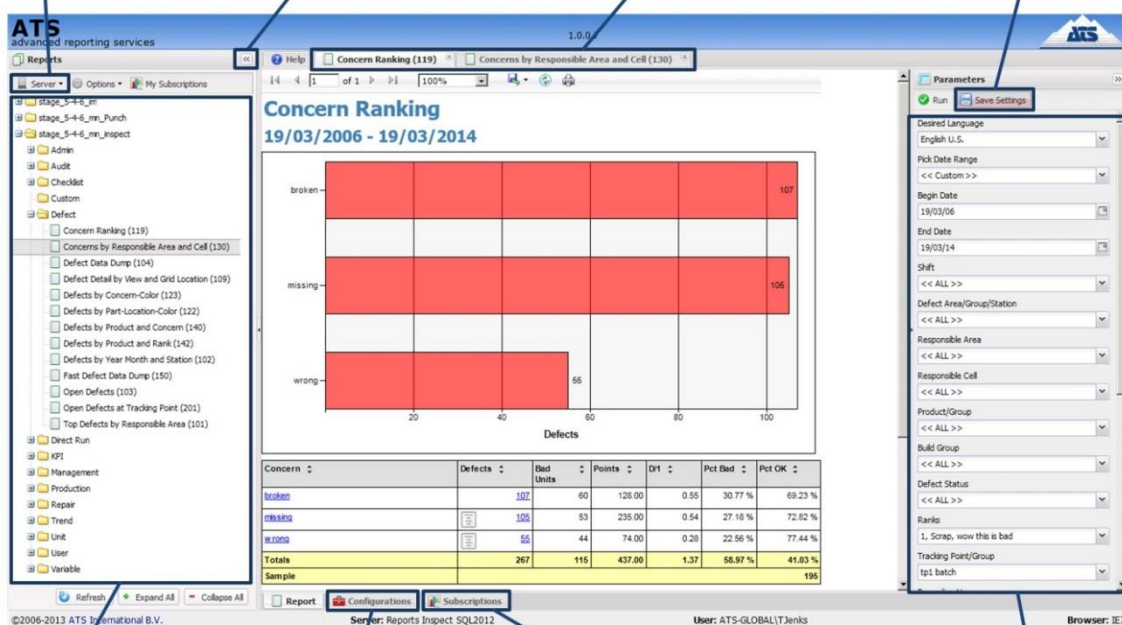 ATS
advanced reporting services
1.0.0
ATS
Reports
Server
Options
My Subscriptions
stage_5-4-6_im
stage_5-4-6_mn_Punch
stage_5-4-6_mn_inspect
Admin
Audit
Checklist
Custom
Defect
Concern Ranking (119)
Concerns by Responsible Area and Cell (130)
Defect Data Dump (104)
Defect Detail by View and Grid Location (109)
Defects by Concern-Color (123)
Defects by Part-Location-Color (122)
Defects by Product and Concern (140)
Defects by Product and Rank (142)
Defects by Year Month and Station (102)
Fast Defect Data Dump (150)
Open Defects (103)
Open Defects at Tracking Point (201)
Top Defects by Responsible Area (101)
Direct Run
KPI
Management
Production
Repair
Trend
Unit
User
Variable
Refresh
Expand All
Collapse All
Help
Concern Ranking (119)
Concerns by Responsible Area and Cell (130)
1 of 1 100%
Concern Ranking
19/03/2006 - 19/03/2014
broken
107
missing
105
wrong
55
20 40 60 80 100
Defects
Concern Defects Bad Units Points D/1 Pct Bad Pct OK
broken 107 60 128.00 0.55 30.77 % 69.23 %
missing 105 53 235.00 0.54 27.18 % 72.82 %
wrong 55 44 74.00 0.28 22.56 % 77.44 %
Totals 267 115 437.00 1.37 58.97 % 41.03 %
Sample 195
Report
Configurations
Subscriptions
Parameters
Run
Save Settings
Desired Language
English U.S.
Pick Date Range
<< Custom >>
Begin Date
19/03/06
End Date
19/03/14
Shift
<< ALL >>
Defect Area/Group/Station
<< ALL >>
Responsible Area
<< ALL >>
Responsible Cell
<< ALL >>
Product/Group
<< ALL >>
Build Group
<< ALL >>
Defect Status
<< ALL >>
Ranks
1, Scrap, wow this is bad
Tracking Point/Group
tp1 batch
©2006-2013 ATS International B.V.
Server: Reports Inspect SQL2012
User: ATS-GLOBAL\TJenks
Browser: IE7